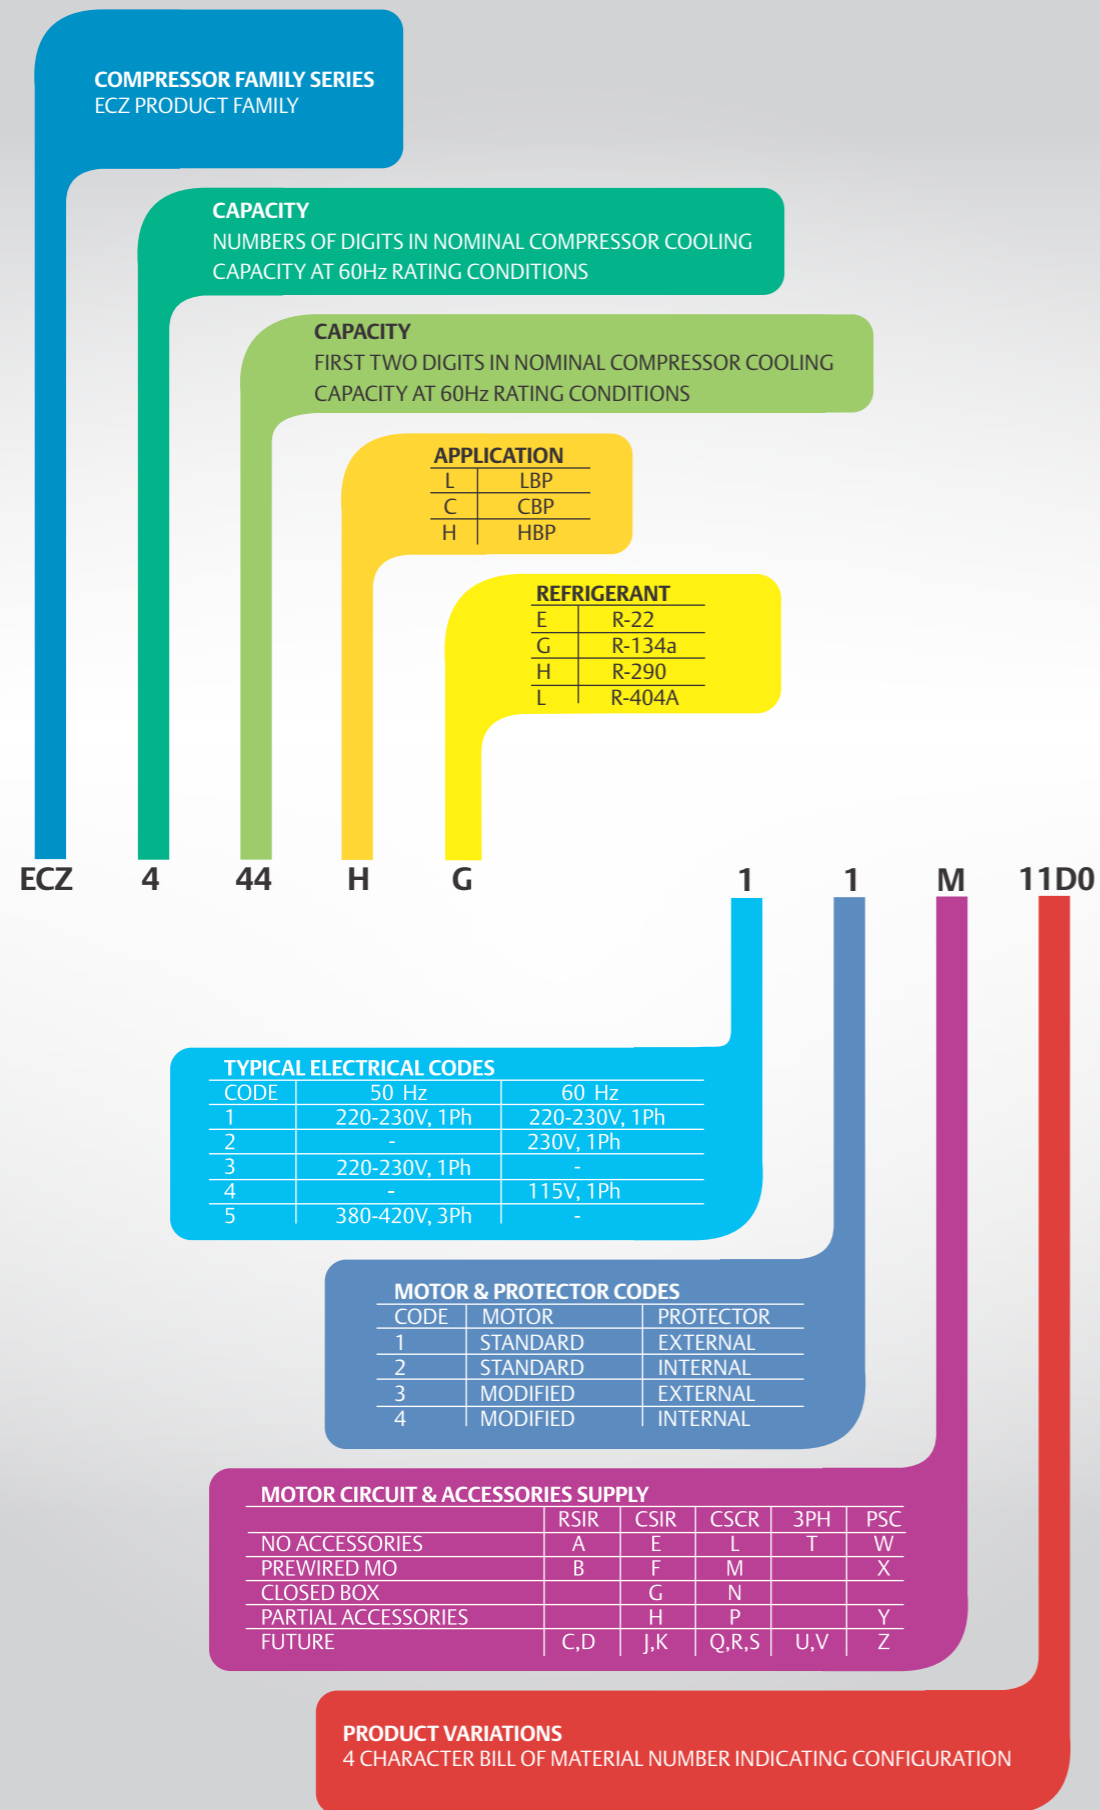 COMPRESSOR FAMILY SERIES
ECZ PRODUCT FAMILY
CAPACITY
NUMBERS OF DIGITS IN NOMINAL COMPRESSOR COOLING
CAPACITY AT 60Hz RATING CONDITIONS
CAPACITY
FIRST TWO DIGITS IN NOMINAL COMPRESSOR COOLING
CAPACITY AT 60Hz RATING CONDITIONS
APPLICATION
L LBP
C CBP
H HBP
REFRIGERANT
E R-22
G R-134a
H R-290
L R-404A
ECZ 4 44 H G 1 1 M 11D0
TYPICAL ELECTRICAL CODES
CODE 50 Hz 60 Hz
1 220-230V, 1Ph 220-230V, 1Ph
2 - 230V, 1Ph
3 220-230V, 1Ph -
4 - 115V, 1Ph
5 380-420V, 3Ph -
MOTOR & PROTECTOR CODES
CODE MOTOR PROTECTOR
1 STANDARD EXTERNAL
2 STANDARD INTERNAL
3 MODIFIED EXTERNAL
4 MODIFIED INTERNAL
MOTOR CIRCUIT & ACCESSORIES SUPPLY
RSIR CSIR CSCR 3PH PSC
NO ACCESSORIES A E L T W
PREWIRED MO B F M X
CLOSED BOX G N
PARTIAL ACCESSORIES H P Y
FUTURE C,D J,K Q,R,S U,V Z
PRODUCT VARIATIONS
4 CHARACTER BILL OF MATERIAL NUMBER INDICATING CONFIGURATION